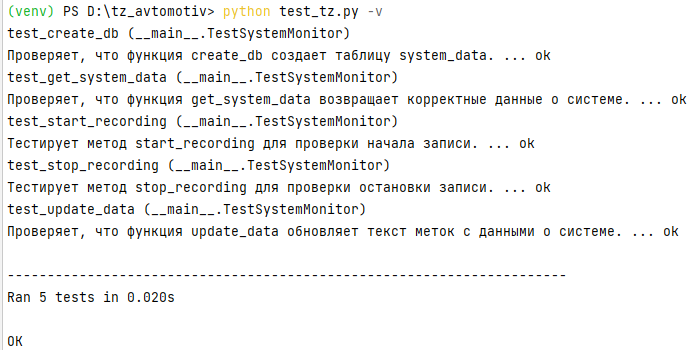 (venv) PS D:\tz_avtomotiv> python test_tz.py -v
test_create_db (__main__.TestSystemMonitor)
Проверяет, что функция create_db создает таблицу system_data. ... ok
test_get_system_data (__main__.TestSystemMonitor)
Проверяет, что функция get_system_data возвращает корректные данные о системе. ... ok
test_start_recording (__main__.TestSystemMonitor)
Тестирует метод start_recording для проверки начала записи. ... ok
test_stop_recording (__main__.TestSystemMonitor)
Тестирует метод stop_recording для проверки остановки записи. ... ok
test_update_data (__main__.TestSystemMonitor)
Проверяет, что функция update_data обновляет текст меток с данными о системе. ... ok
----------------------------------------------------------------------
Ran 5 tests in 0.020s
OK